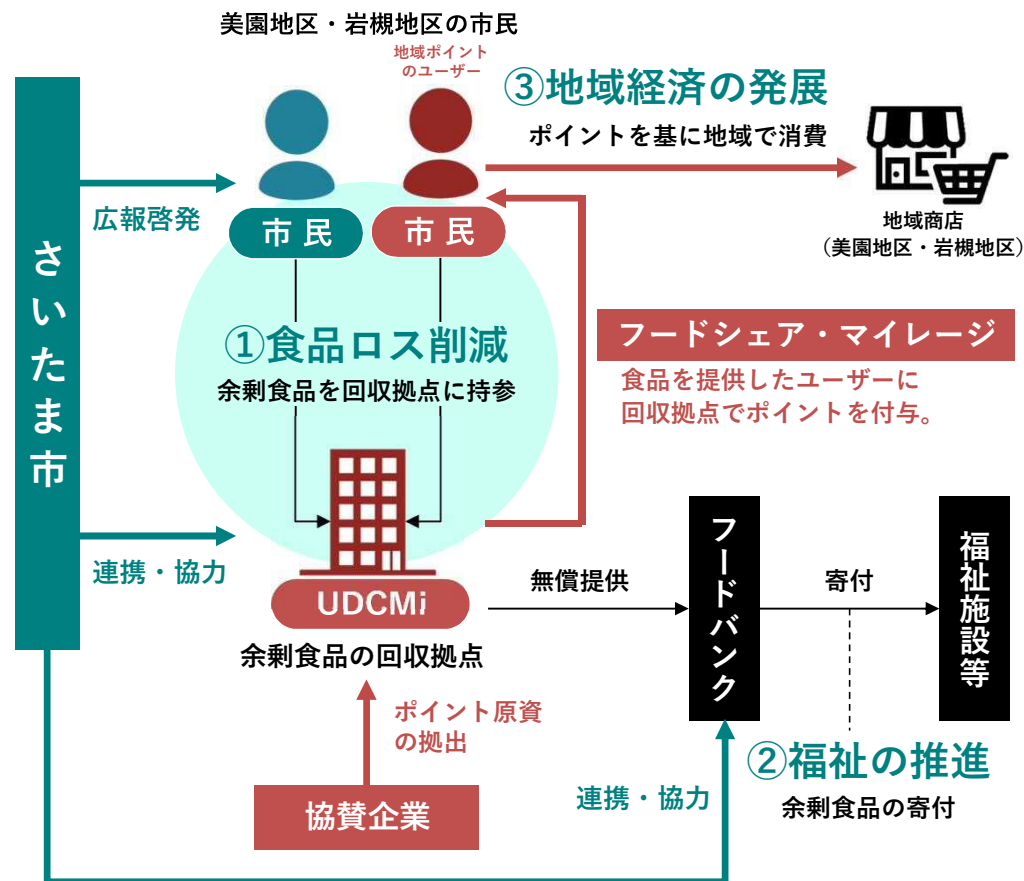 美園地区・岩槻地区の市民
地域ポイント
のユーザー
③地域経済の発展
ポイントを基に地域で消費
地域商店
（美園地区・岩槻地区）
さいたま市
広報啓発
市民
市民
①食品ロス削減
余剰食品を回収拠点に持参
フードシェア・マイレージ
食品を提供したユーザーに
回収拠点でポイントを付与。
連携・協力
UDCMi
余剰食品の回収拠点
無償提供
フードバンク
寄付
福祉施設等
ポイント原資
の拠出
協賛企業
連携・協力
②福祉の推進
余剰食品の寄付